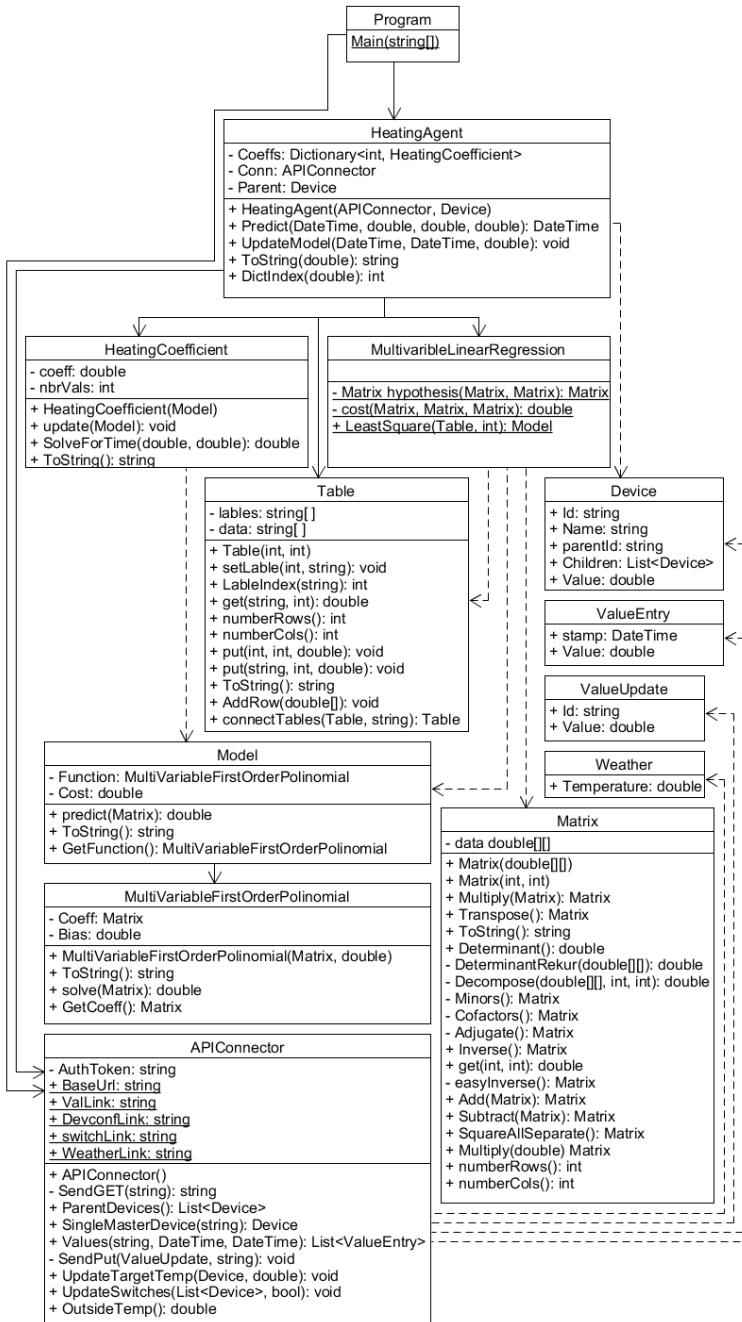 Program
Main(string[])
HeatingAgent
- Coeffs: Dictionary<int, HeatingCoefficient>
- Conn: APIConnector
- Parent: Device
+ HeatingAgent(APIConnector, Device)
+ Predict(DateTime, double, double, double): DateTime
+ UpdateModel(DateTime, DateTime, double): void
+ ToString(double): string
+ DictIndex(double): int
HeatingCoefficient
- coeff: double
- nbrVals: int
+ HeatingCoefficient(Model)
+ update(Model): void
+ SolveForTime(double, double): double
+ ToString(): string
MultivaribleLinearRegression
- Matrix hypothesis(Matrix, Matrix): Matrix
- cost(Matrix, Matrix, Matrix): double
+ LeastSquare(Table, int): Model
Table
- lables: string[ ]
- data: string[ ]
+ Table(int, int)
+ setLable(int, string): void
+ LableIndex(string): int
+ get(string, int): double
+ numberRows(): int
+ numberCols(): int
+ put(int, int, double): void
+ put(string, int, double): void
+ ToString(): string
+ AddRow(double[]): void
+ connectTables(Table, string): Table
Device
+ Id: string
+ Name: string
+ parentId: string
+ Children: List<Device>
+ Value: double
ValueEntry
+ stamp: DateTime
+ Value: double
ValueUpdate
+ Id: string
+ Value: double
Weather
+ Temperature: double
Model
- Function: MultiVariableFirstOrderPolinomial
- Cost: double
+ predict(Matrix): double
+ ToString(): string
+ GetFunction(): MultiVariableFirstOrderPolinomial
Matrix
- data double[][]
+ Matrix(double[][])
+ Matrix(int, int)
+ Multiply(Matrix): Matrix
+ Transpose(): Matrix
+ ToString(): string
+ Determinant(): double
- DeterminantRekur(double[][]): double
- Decompose(double[][], int, int): double
- Minors(): Matrix
- Cofactors(): Matrix
- Adjugate(): Matrix
+ Inverse(): Matrix
+ get(int, int): double
- easyInverse(): Matrix
+ Add(Matrix): Matrix
+ Subtract(Matrix): Matrix
+ SquareAllSeparate(): Matrix
+ Multiply(double) Matrix
+ numberRows(): int
+ numberCols(): int
MultiVariableFirstOrderPolinomial
- Coeff: Matrix
- Bias: double
+ MultiVariableFirstOrderPolinomial(Matrix, double)
+ ToString(): string
+ solve(Matrix): double
+ GetCoeff(): Matrix
APIConnector
- AuthToken: string
+ BaseUrl: string
+ ValLink: string
+ DevconfLink: string
+ switchLink: string
+ WeatherLink: string
+ APIConnector()
- SendGET(string): string
+ ParentDevices(): List<Device>
+ SingleMasterDevice(string): Device
+ Values(string, DateTime, DateTime): List<ValueEntry>
- SendPut(ValueUpdate, string): void
+ UpdateTargetTemp(Device, double): void
+ UpdateSwitches(List<Device>, bool): void
+ OutsideTemp(): double